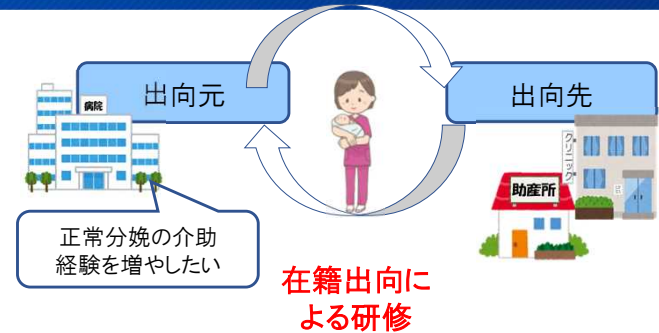 出向元
出向先
病院
クリニック
助産所
正常分娩の介助
経験を増やしたい
在籍出向に
よる研修